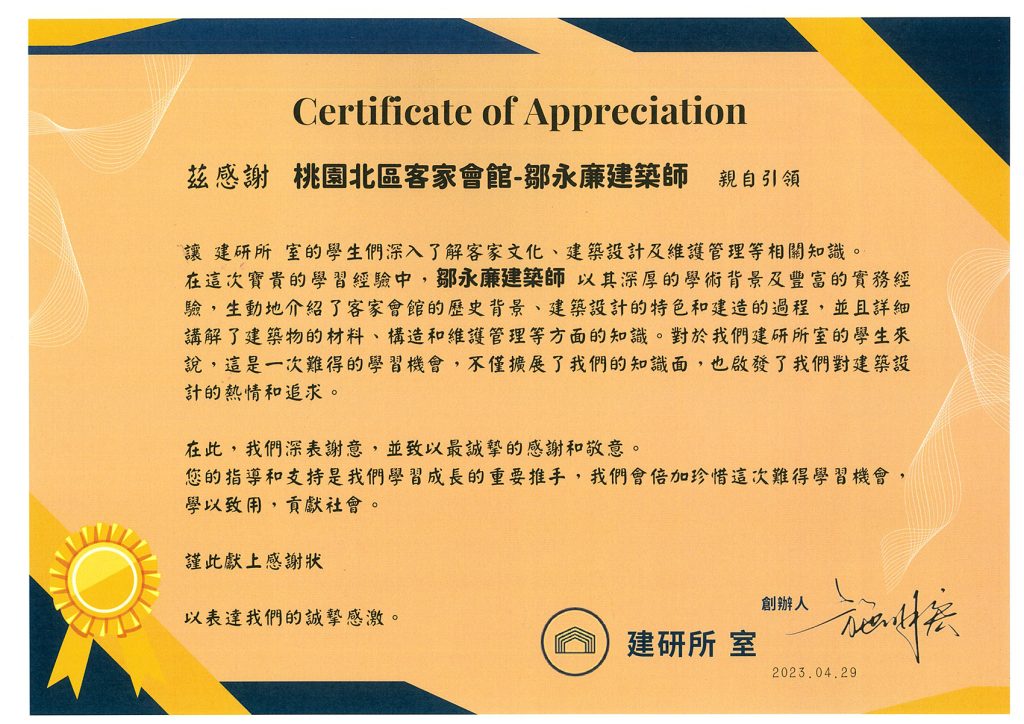 Certificate of Appreciation
茲感謝 桃園北區客家會館-鄒永廉建築師 親自引領
讓 建研所 室的學生們深入了解客家文化、建築設計及維護管理等相關知識。
在這次寶貴的學習經驗中，鄒永廉建築師 以其深厚的學術背景及豐富的實務經
驗，生動地介紹了客家會館的歷史背景、建築設計的特色和建造的過程，並且詳細
講解了建築物的材料、構造和維護管理等方面的知識。對於我們建研所室的學生來
說，這是一次難得的學習機會，不僅擴展了我們的知識面，也啟發了我們對建築設
計的熱情和追求。
在此，我們深表謝意，並致以最誠摯的感謝和敬意。
您的指導和支持是我們學習成長的重要推手，我們會倍加珍惜這次難得學習機會，
學以致用，貢獻社會。
謹此獻上感謝狀
以表達我們的誠摯感激。
創辦人
建研所 室
2023.04.29